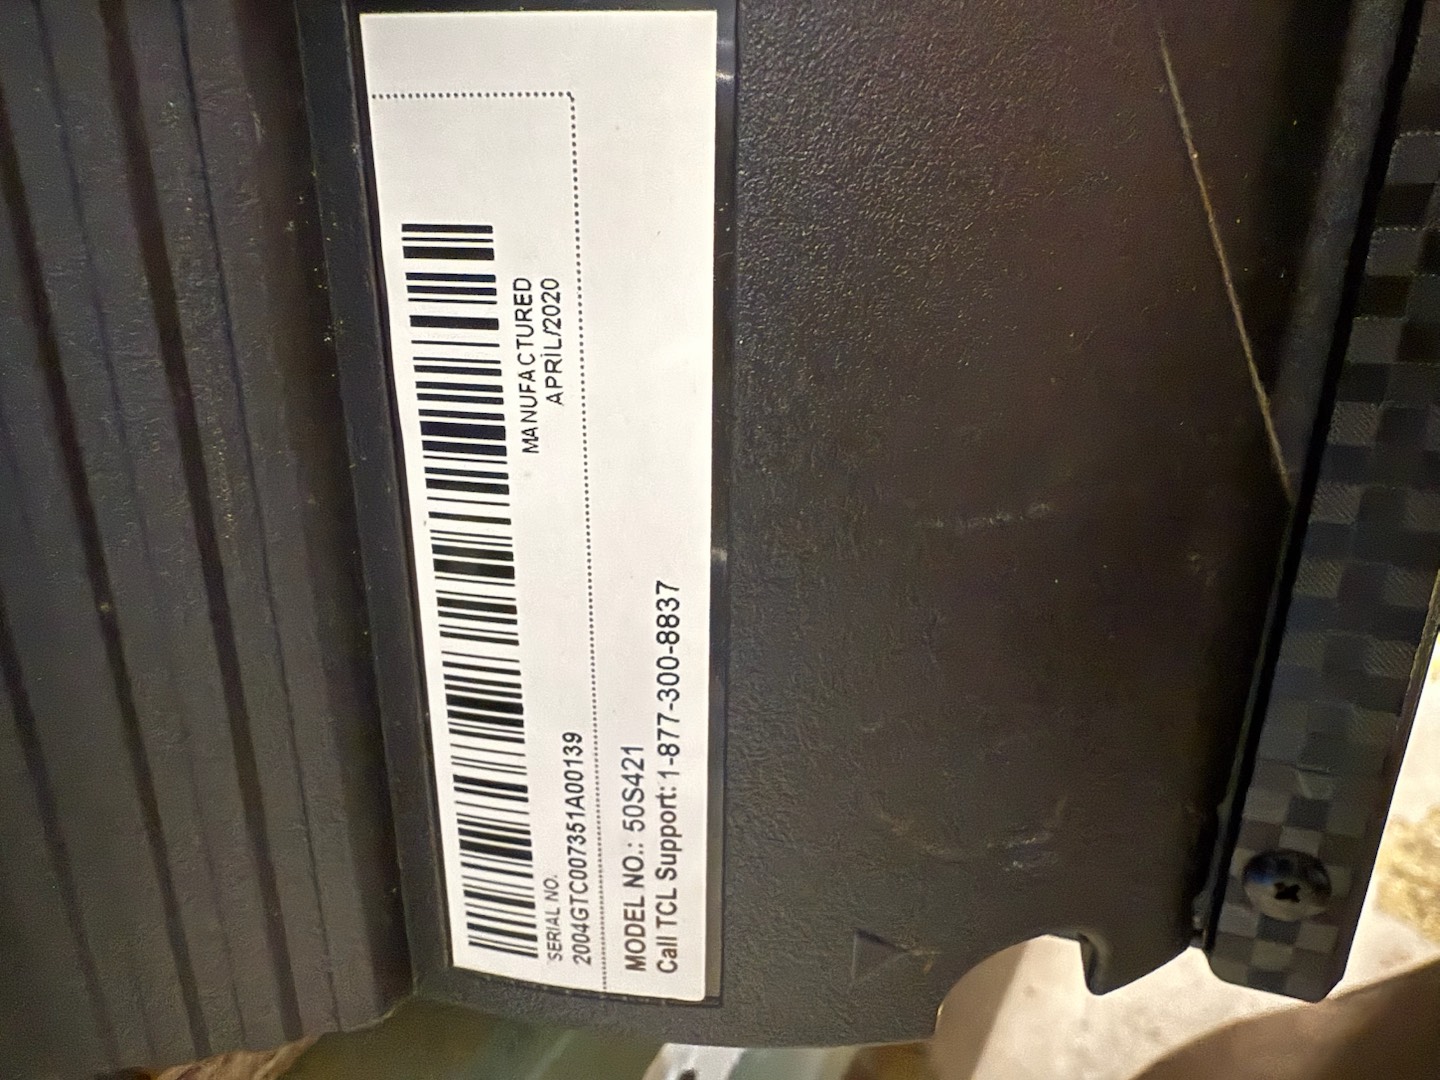 MANUFACTURED
APRIL/2020
SERIAL NO.
2004GTC007351A00139
MODEL NO.: 50S421
Call TCL Support: 1-877-300-8837